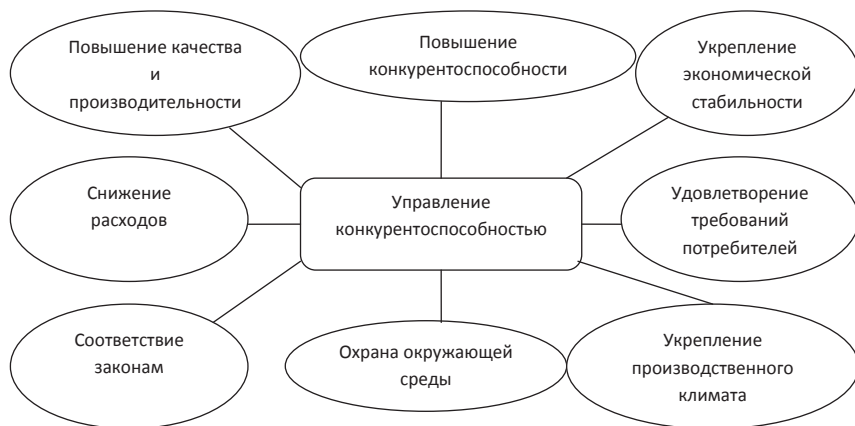 Повышение качества
и
производительности
Повышение
конкурентоспособности
Укрепление
экономической
стабильности
Снижение
расходов
Управление
конкурентоспособностью
Удовлетворение
требований
потребителей
Соответствие
законам
Охрана окружающей
среды
Укрепление
производственного
климата